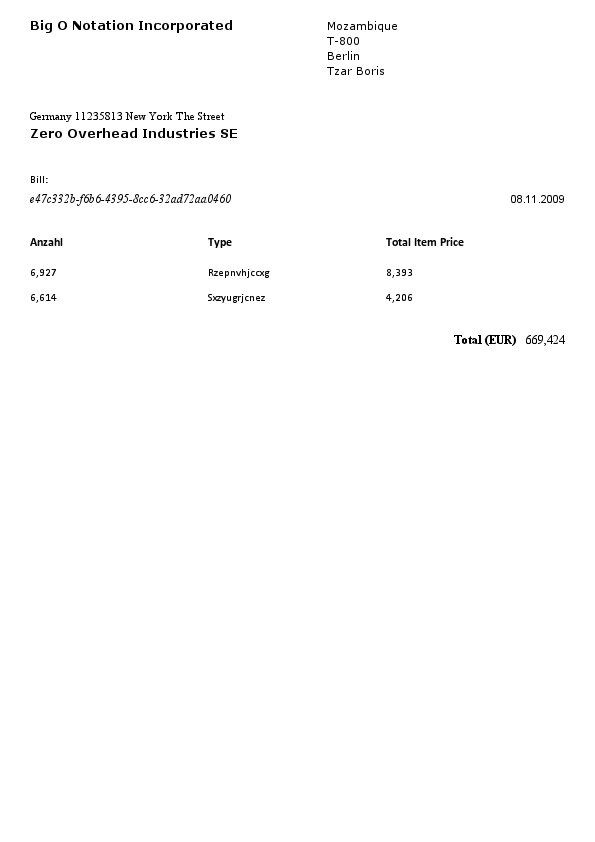 Big O Notation Incorporated
Mozambique
T-800
Berlin
Tzar Boris
Germany 11235813 New York The Street
Zero Overhead Industries SE
Bill:
e47c332b-f6b6-4395-8cc6-32ad72aa0460 08.11.2009
Anzahl Type Total Item Price
6,927 Rzepnvhjccxg 8,393
6,614 Sxzyugrjcnez 4,206
Total (EUR) 669,424